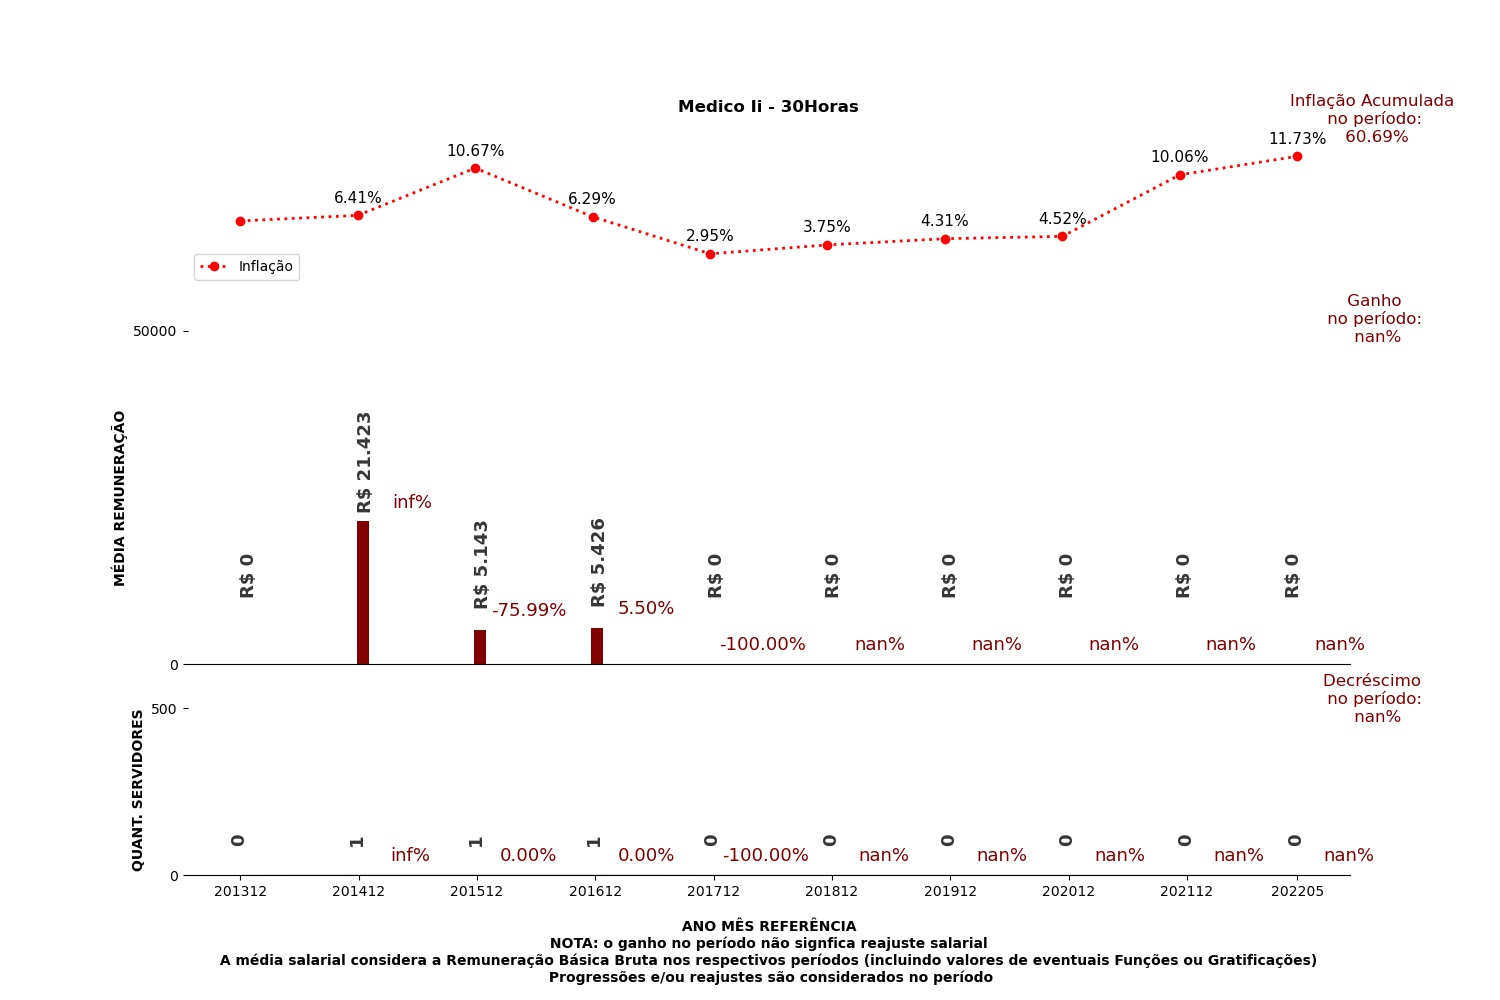 Medico Ii - 30Horas
Inflação Acumulada
no período:
60.69%
6.41%
10.67%
6.29%
2.95%
3.75%
4.31%
4.52%
10.06%
11.73%
Inflação
Ganho
no período:
nan%
50000
0
MÉDIA REMUNERAÇÃO
R$ 0
R$ 21.423
R$ 5.143
R$ 5.426
R$ 0
R$ 0
R$ 0
R$ 0
R$ 0
R$ 0
inf%
-75.99%
5.50%
-100.00%
nan%
nan%
nan%
nan%
nan%
Decréscimo
no período:
nan%
500
0
QUANT. SERVIDORES
0
1
1
1
0
0
0
0
0
0
inf%
0.00%
0.00%
-100.00%
nan%
nan%
nan%
nan%
nan%
201312
201412
201512
201612
201712
201812
201912
202012
202112
202205
ANO MÊS REFERÊNCIA
NOTA: o ganho no período não signfica reajuste salarial
A média salarial considera a Remuneração Básica Bruta nos respectivos períodos (incluindo valores de eventuais Funções ou Gratificações)
Progressões e/ou reajustes são considerados no período